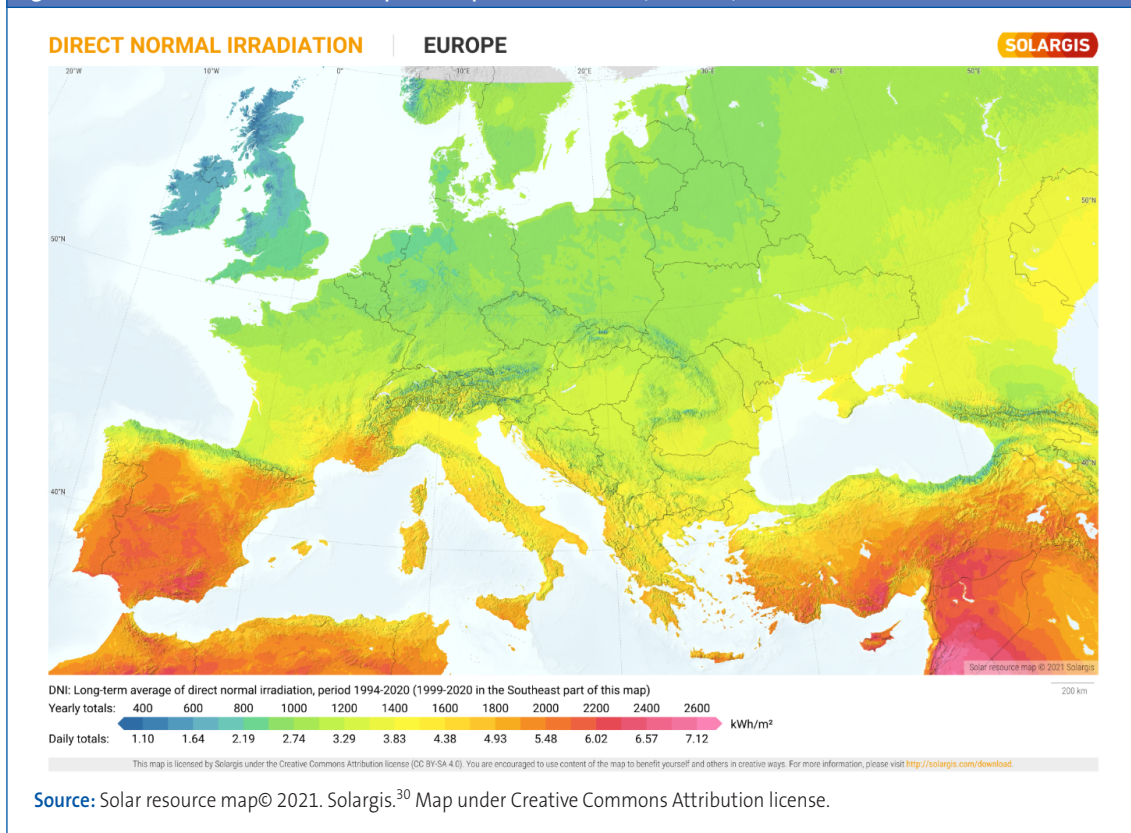 DIRECT NORMAL IRRADIATION | EUROPE
SOLARGIS
20°W 10°W 0° 10°E 20°E 30°E 40°E 50°E
50°N 50°N
40°N 40°N
Solar resource map © 2021 Solargis
200 km
DNI: Long-term average of direct normal irradiation, period 1994-2020 (1999-2020 in the Southeast part of this map)
Yearly totals: 400 600 800 1000 1200 1400 1600 1800 2000 2200 2400 2600
kWh/m²
Daily totals: 1.10 1.64 2.19 2.74 3.29 3.83 4.38 4.93 5.48 6.02 6.57 7.12
This map is licensed by Solargis under the Creative Commons Attribution license (CC BY-SA 4.0). You are encouraged to use content of the map to benefit yourself and others in creative ways. For more information, please visit http://solargis.com/download.
Source: Solar resource map© 2021. Solargis.³⁰ Map under Creative Commons Attribution license.